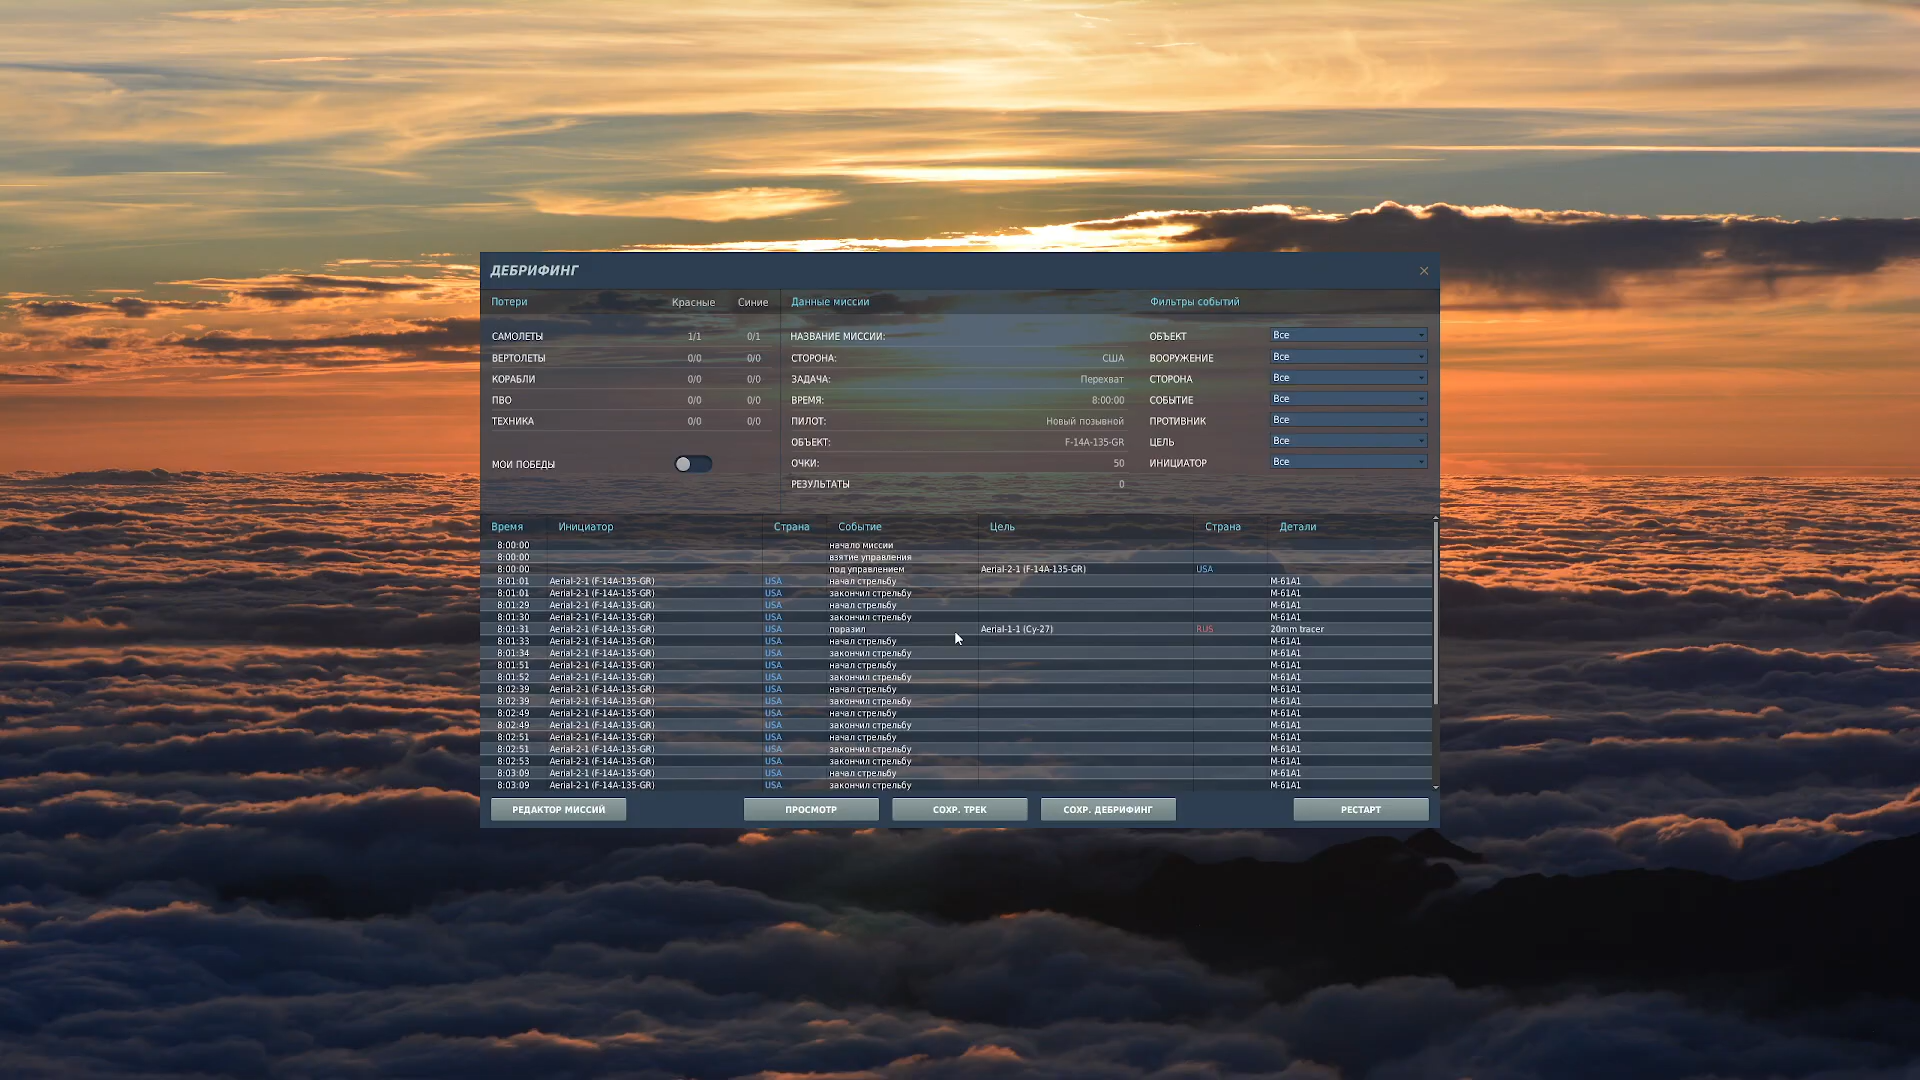 ДЕБРИФИНГ
Потери Красные Синие Данные миссии Фильтры событий
САМОЛЕТЫ 1/1 0/1 НАЗВАНИЕ МИССИИ: ОБЪЕКТ Все
ВЕРТОЛЕТЫ 0/0 0/0 СТОРОНА: США ВООРУЖЕНИЕ Все
КОРАБЛИ 0/0 0/0 ЗАДАЧА: Перехват СТОРОНА Все
ПВО 0/0 0/0 ВРЕМЯ: 8:00:00 СОБЫТИЕ Все
ТЕХНИКА 0/0 0/0 ПИЛОТ: Новый позывной ПРОТИВНИК Все
ОБЪЕКТ: F-14A-135-GR ЦЕЛЬ Все
МОИ ПОБЕДЫ ОЧКИ: 50 ИНИЦИАТОР Все
РЕЗУЛЬТАТЫ 0
Время Инициатор Страна Событие Цель Страна Детали
8:00:00 начало миссии
8:00:00 взятие управления
8:00:00 под управлением Aerial-2-1 (F-14A-135-GR) USA
8:01:01 Aerial-2-1 (F-14A-135-GR) USA начал стрельбу M-61A1
8:01:01 Aerial-2-1 (F-14A-135-GR) USA закончил стрельбу M-61A1
8:01:29 Aerial-2-1 (F-14A-135-GR) USA начал стрельбу M-61A1
8:01:30 Aerial-2-1 (F-14A-135-GR) USA закончил стрельбу M-61A1
8:01:31 Aerial-2-1 (F-14A-135-GR) USA поразил Aerial-1-1 (Су-27) RUS 20mm tracer
8:01:33 Aerial-2-1 (F-14A-135-GR) USA начал стрельбу M-61A1
8:01:34 Aerial-2-1 (F-14A-135-GR) USA закончил стрельбу M-61A1
8:01:51 Aerial-2-1 (F-14A-135-GR) USA начал стрельбу M-61A1
8:01:52 Aerial-2-1 (F-14A-135-GR) USA закончил стрельбу M-61A1
8:02:39 Aerial-2-1 (F-14A-135-GR) USA начал стрельбу M-61A1
8:02:39 Aerial-2-1 (F-14A-135-GR) USA закончил стрельбу M-61A1
8:02:49 Aerial-2-1 (F-14A-135-GR) USA начал стрельбу M-61A1
8:02:49 Aerial-2-1 (F-14A-135-GR) USA закончил стрельбу M-61A1
8:02:51 Aerial-2-1 (F-14A-135-GR) USA начал стрельбу M-61A1
8:02:51 Aerial-2-1 (F-14A-135-GR) USA закончил стрельбу M-61A1
8:02:53 Aerial-2-1 (F-14A-135-GR) USA закончил стрельбу M-61A1
8:03:09 Aerial-2-1 (F-14A-135-GR) USA начал стрельбу M-61A1
8:03:09 Aerial-2-1 (F-14A-135-GR) USA закончил стрельбу M-61A1
РЕДАКТОР МИССИЙ ПРОСМОТР СОХР. ТРЕК СОХР. ДЕБРИФИНГ РЕСТАРТ